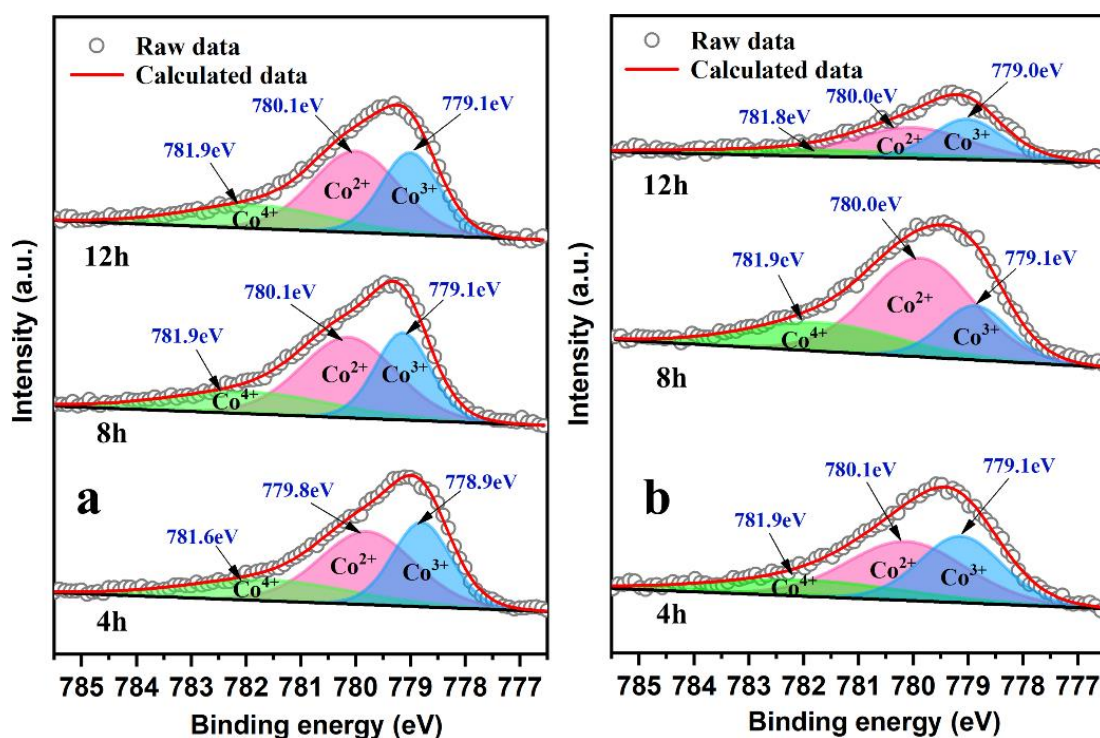 Raw data
Calculated data
780.1eV
779.1eV
781.9eV
Co4+
Co2+
Co3+
12h
780.1eV
779.1eV
781.9eV
Co4+
Co2+
Co3+
8h
a
779.8eV
778.9eV
781.6eV
Co4+
Co2+
Co3+
4h
785 784 783 782 781 780 779 778 777
Binding energy (eV)
Intensity (a.u.)
Raw data
Calculated data
779.0eV
780.0eV
781.8eV
Co2+
Co3+
12h
780.0eV
781.9eV
779.1eV
Co4+
Co2+
Co3+
8h
b
780.1eV
779.1eV
781.9eV
Co4+
Co2+
Co3+
4h
785 784 783 782 781 780 779 778 777
Binding energy (eV)
Intensity (a.u.)